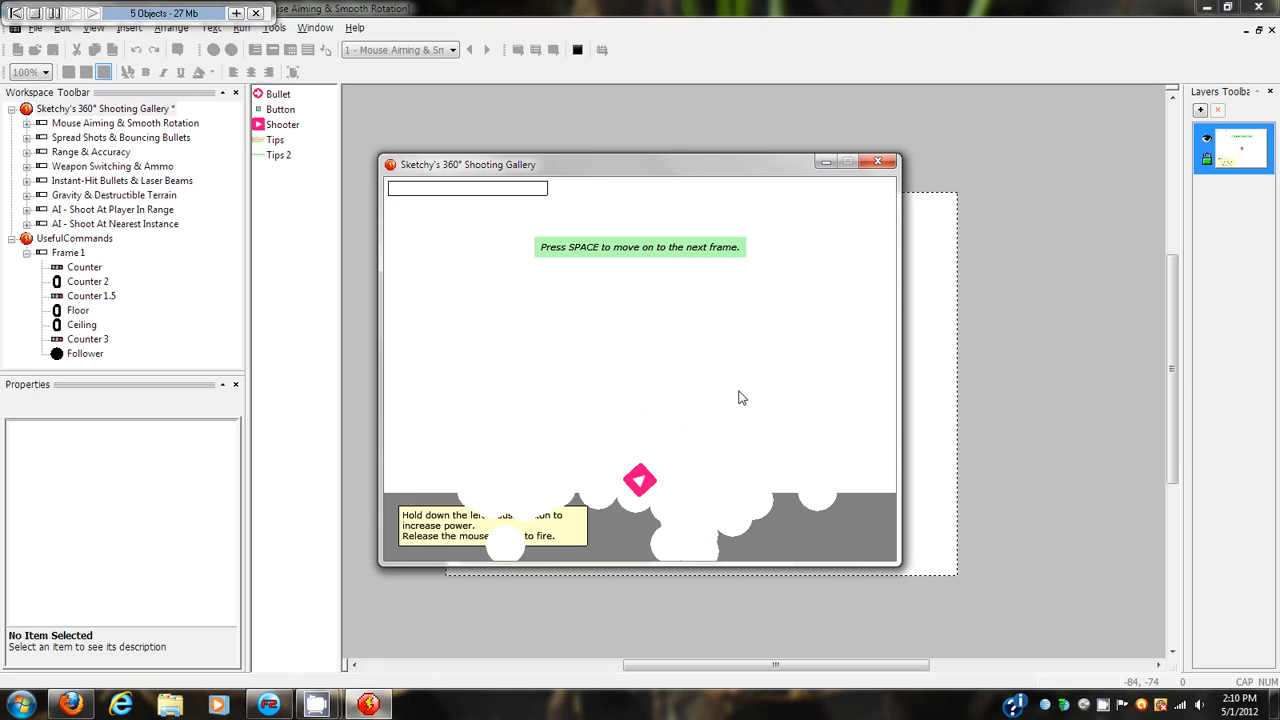 5 Objects - 27 Mb
se Aiming & Smooth Rotation]
File Edit View Insert Arrange Text Run Tools Window Help
1 - Mouse Aiming & Sn
100% B I U A
Workspace Toolbar
Sketchy's 360° Shooting Gallery *
Mouse Aiming & Smooth Rotation
Spread Shots & Bouncing Bullets
Range & Accuracy
Weapon Switching & Ammo
Instant-Hit Bullets & Laser Beams
Gravity & Destructible Terrain
AI - Shoot At Player In Range
AI - Shoot At Nearest Instance
UsefulCommands
Frame 1
Counter
Counter 2
Counter 1.5
Floor
Ceiling
Counter 3
Follower
Properties
No Item Selected
Select an item to see its description
Bullet
Button
Shooter
Tips
Tips 2
Sketchy's 360° Shooting Gallery
Press SPACE to move on to the next frame.
Hold down the left
increase power.
Release the mouse to fire.
Layers Toolba
-84, -74 0 CAP NUM
2:10 PM
5/1/2012